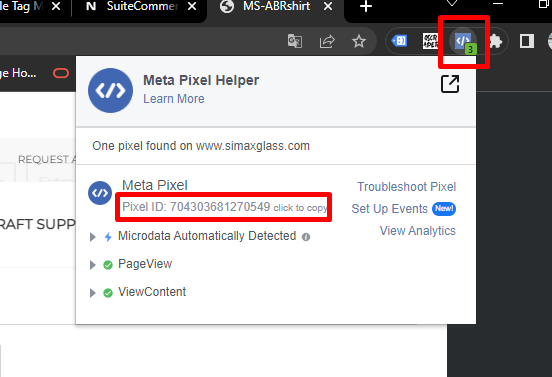 le Tag M
N SuiteCommer
MS-ABRshirt
3
ge Ho...
Meta Pixel Helper
Learn More
One pixel found on www.simaxglass.com
REQUEST A
Meta Pixel
Troubleshoot Pixel
Pixel ID: 704303681270549 click to copy
Set Up Events New!
RAFT SUPP
View Analytics
Microdata Automatically Detected
PageView
ViewContent